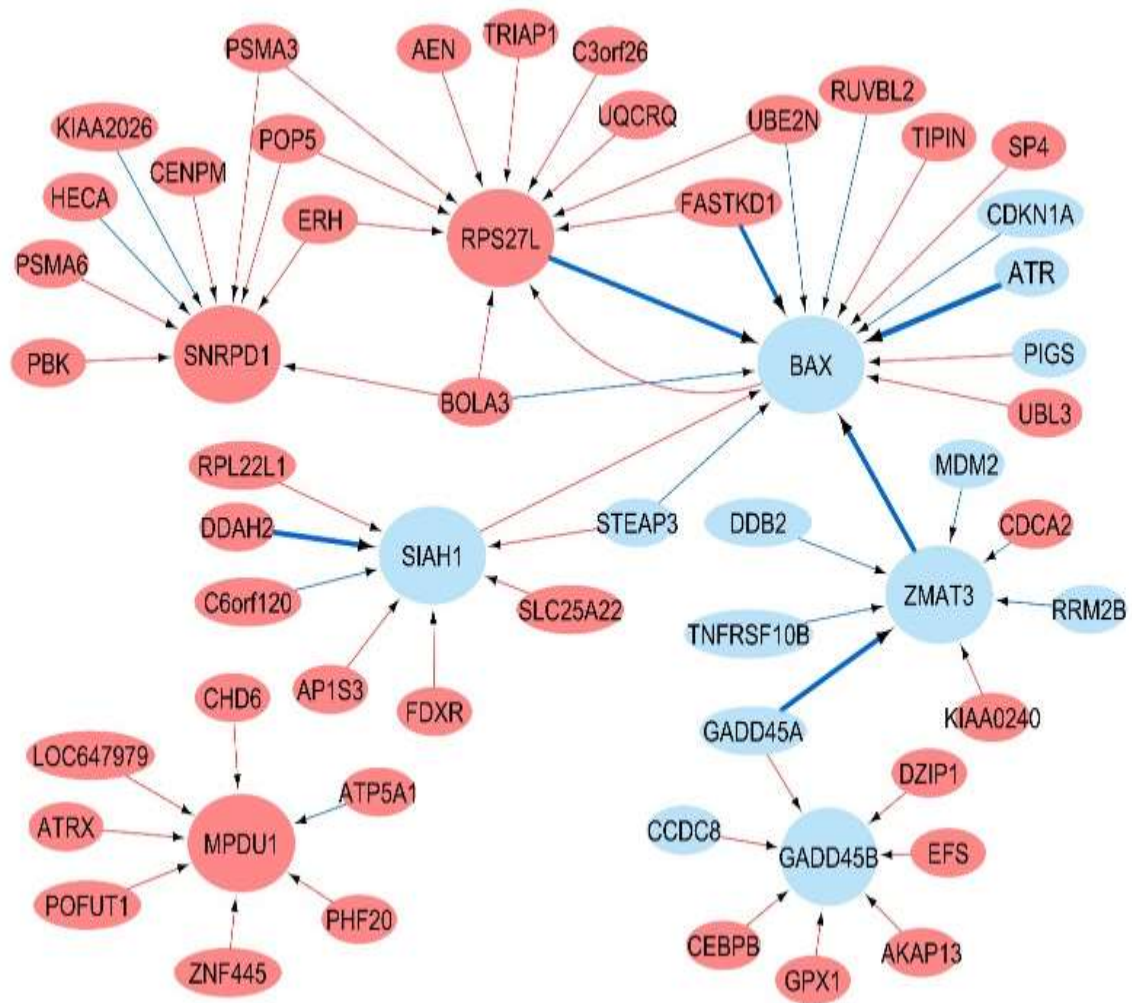 PSMA3
AEN
TRIAP1
C3orf26
RUVBL2
KIAA2026
POP5
UQCRQ
UBE2N
TIPIN
SP4
CENPM
HECA
ERH
FASTKD1
CDKN1A
RPS27L
PSMA6
ATR
SNRPD1
PBK
BAX
PIGS
BOLA3
UBL3
RPL22L1
MDM2
DDAH2
STEAP3
DDB2
CDCA2
SIAH1
C6orf120
SLC25A22
ZMAT3
TNFRSF10B
RRM2B
AP1S3
FDXR
CHD6
GADD45A
KIAA0240
LOC647979
DZIP1
ATP5A1
ATRX
MPDU1
CCDC8
GADD45B
EFS
POFUT1
PHF20
CEBPB
AKAP13
ZNF445
GPX1